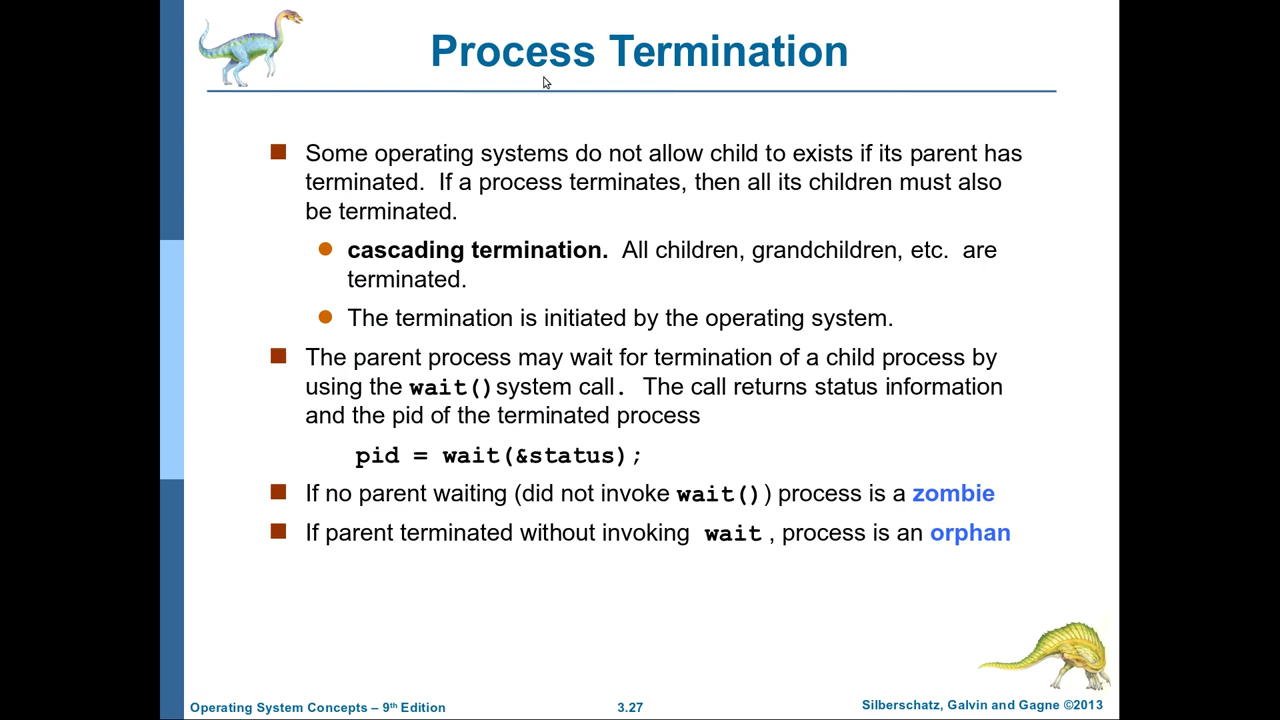 Process Termination
Some operating systems do not allow child to exists if its parent has
terminated. If a process terminates, then all its children must also
be terminated.
cascading termination. All children, grandchildren, etc. are
terminated.
The termination is initiated by the operating system.
The parent process may wait for termination of a child process by
using the wait() system call. The call returns status information
and the pid of the terminated process
pid = wait(&status);
If no parent waiting (did not invoke wait()) process is a zombie
If parent terminated without invoking wait , process is an orphan
Operating System Concepts – 9th Edition
3.27
Silberschatz, Galvin and Gagne ©2013